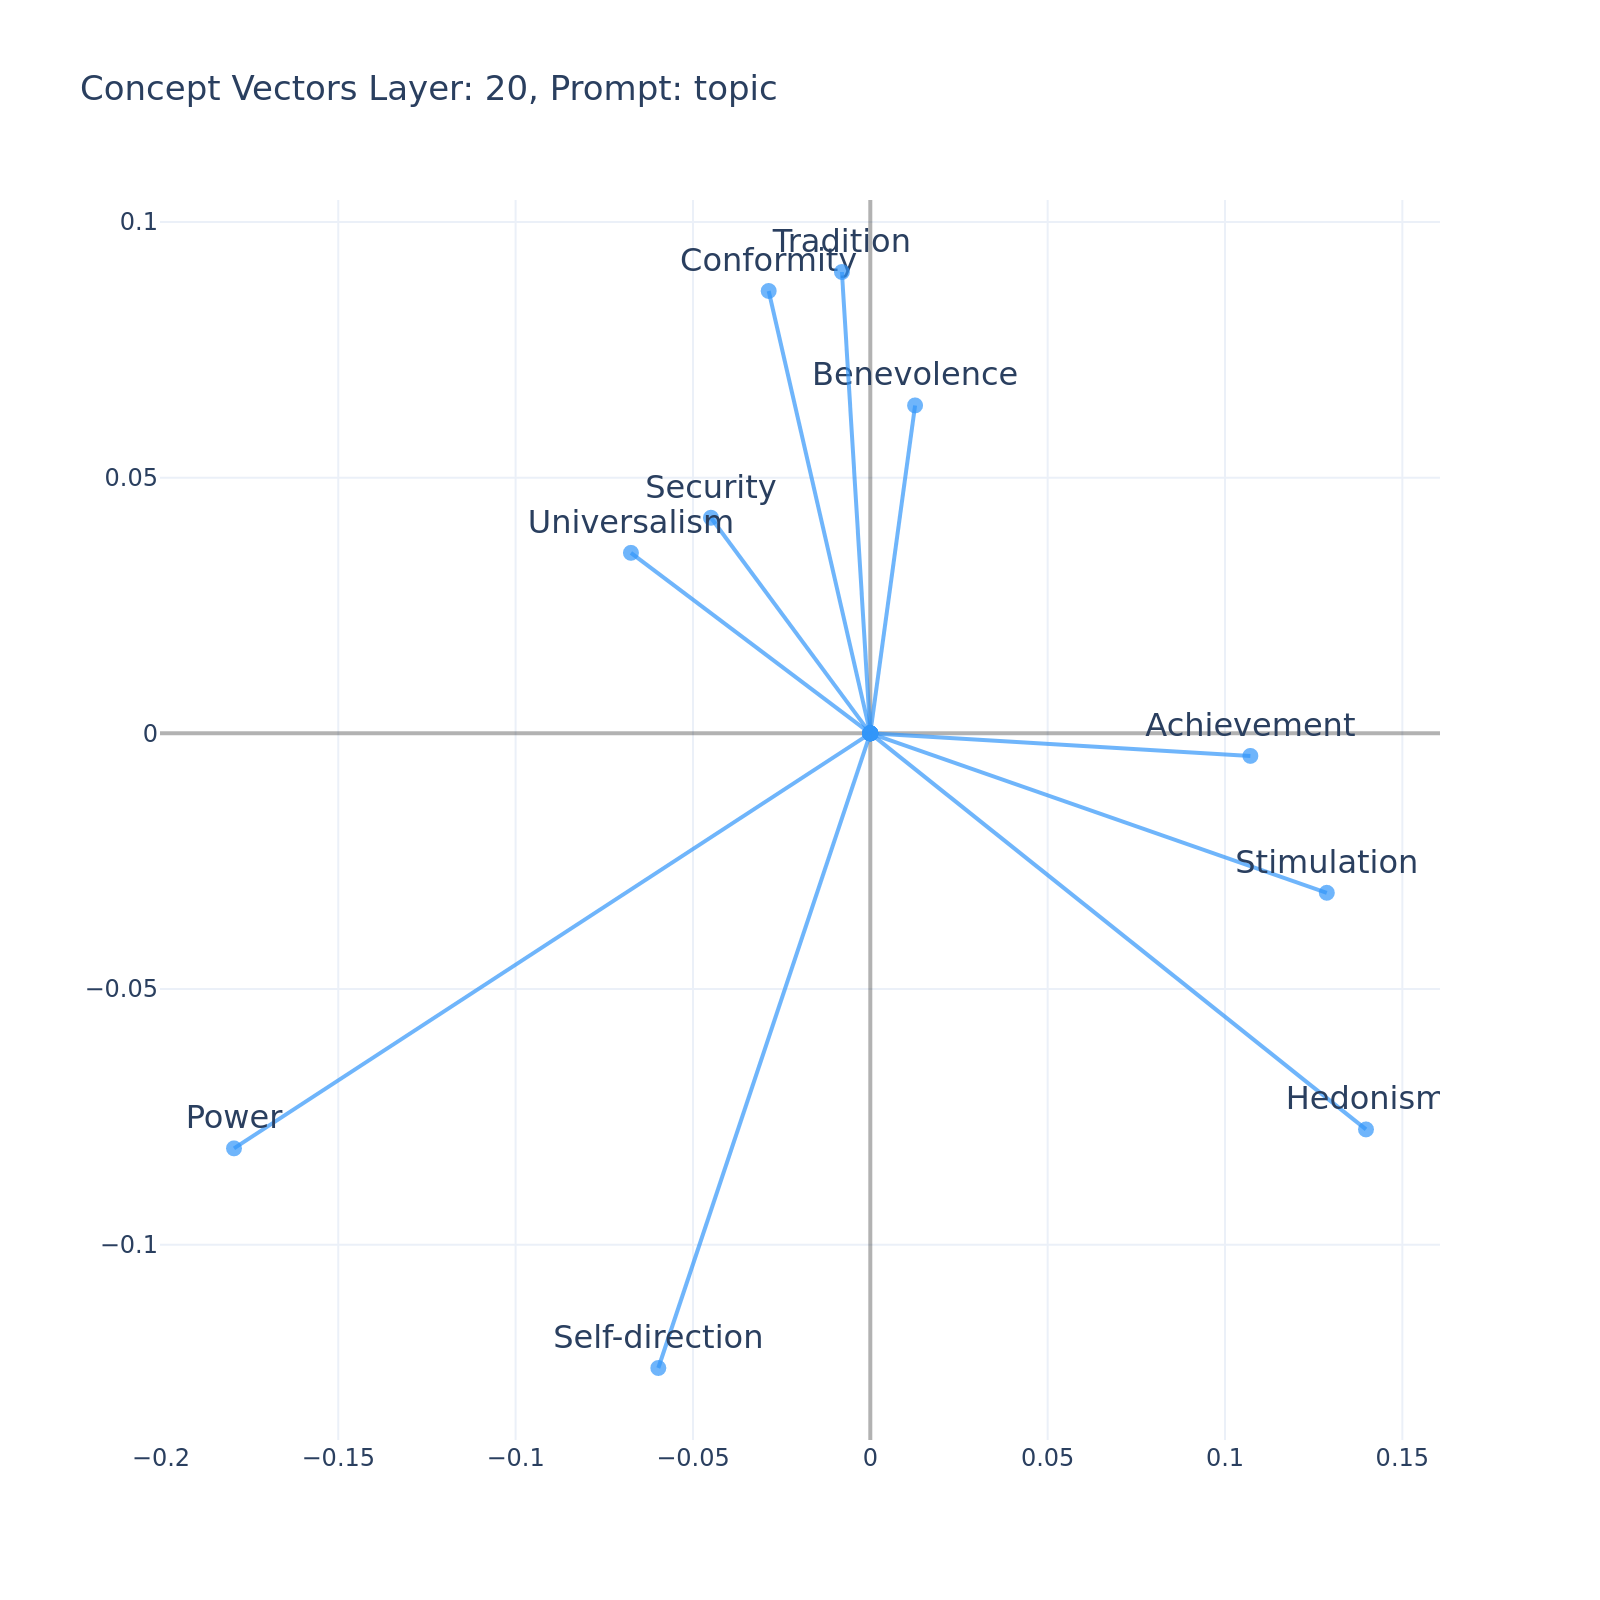 Concept Vectors Layer: 20, Prompt: topic
0.1
Tradition
Conformity
Benevolence
0.05
Security
Universalism
Achievement
0
Stimulation
−0.05
Hedonism
Power
−0.1
Self-direction
−0.2 −0.15 −0.1 −0.05 0 0.05 0.1 0.15